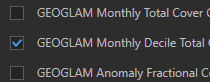 GEOGLAM Monthly Total Cover
GEOGLAM Monthly Decile Total
GEOGLAM Anomaly Fractional